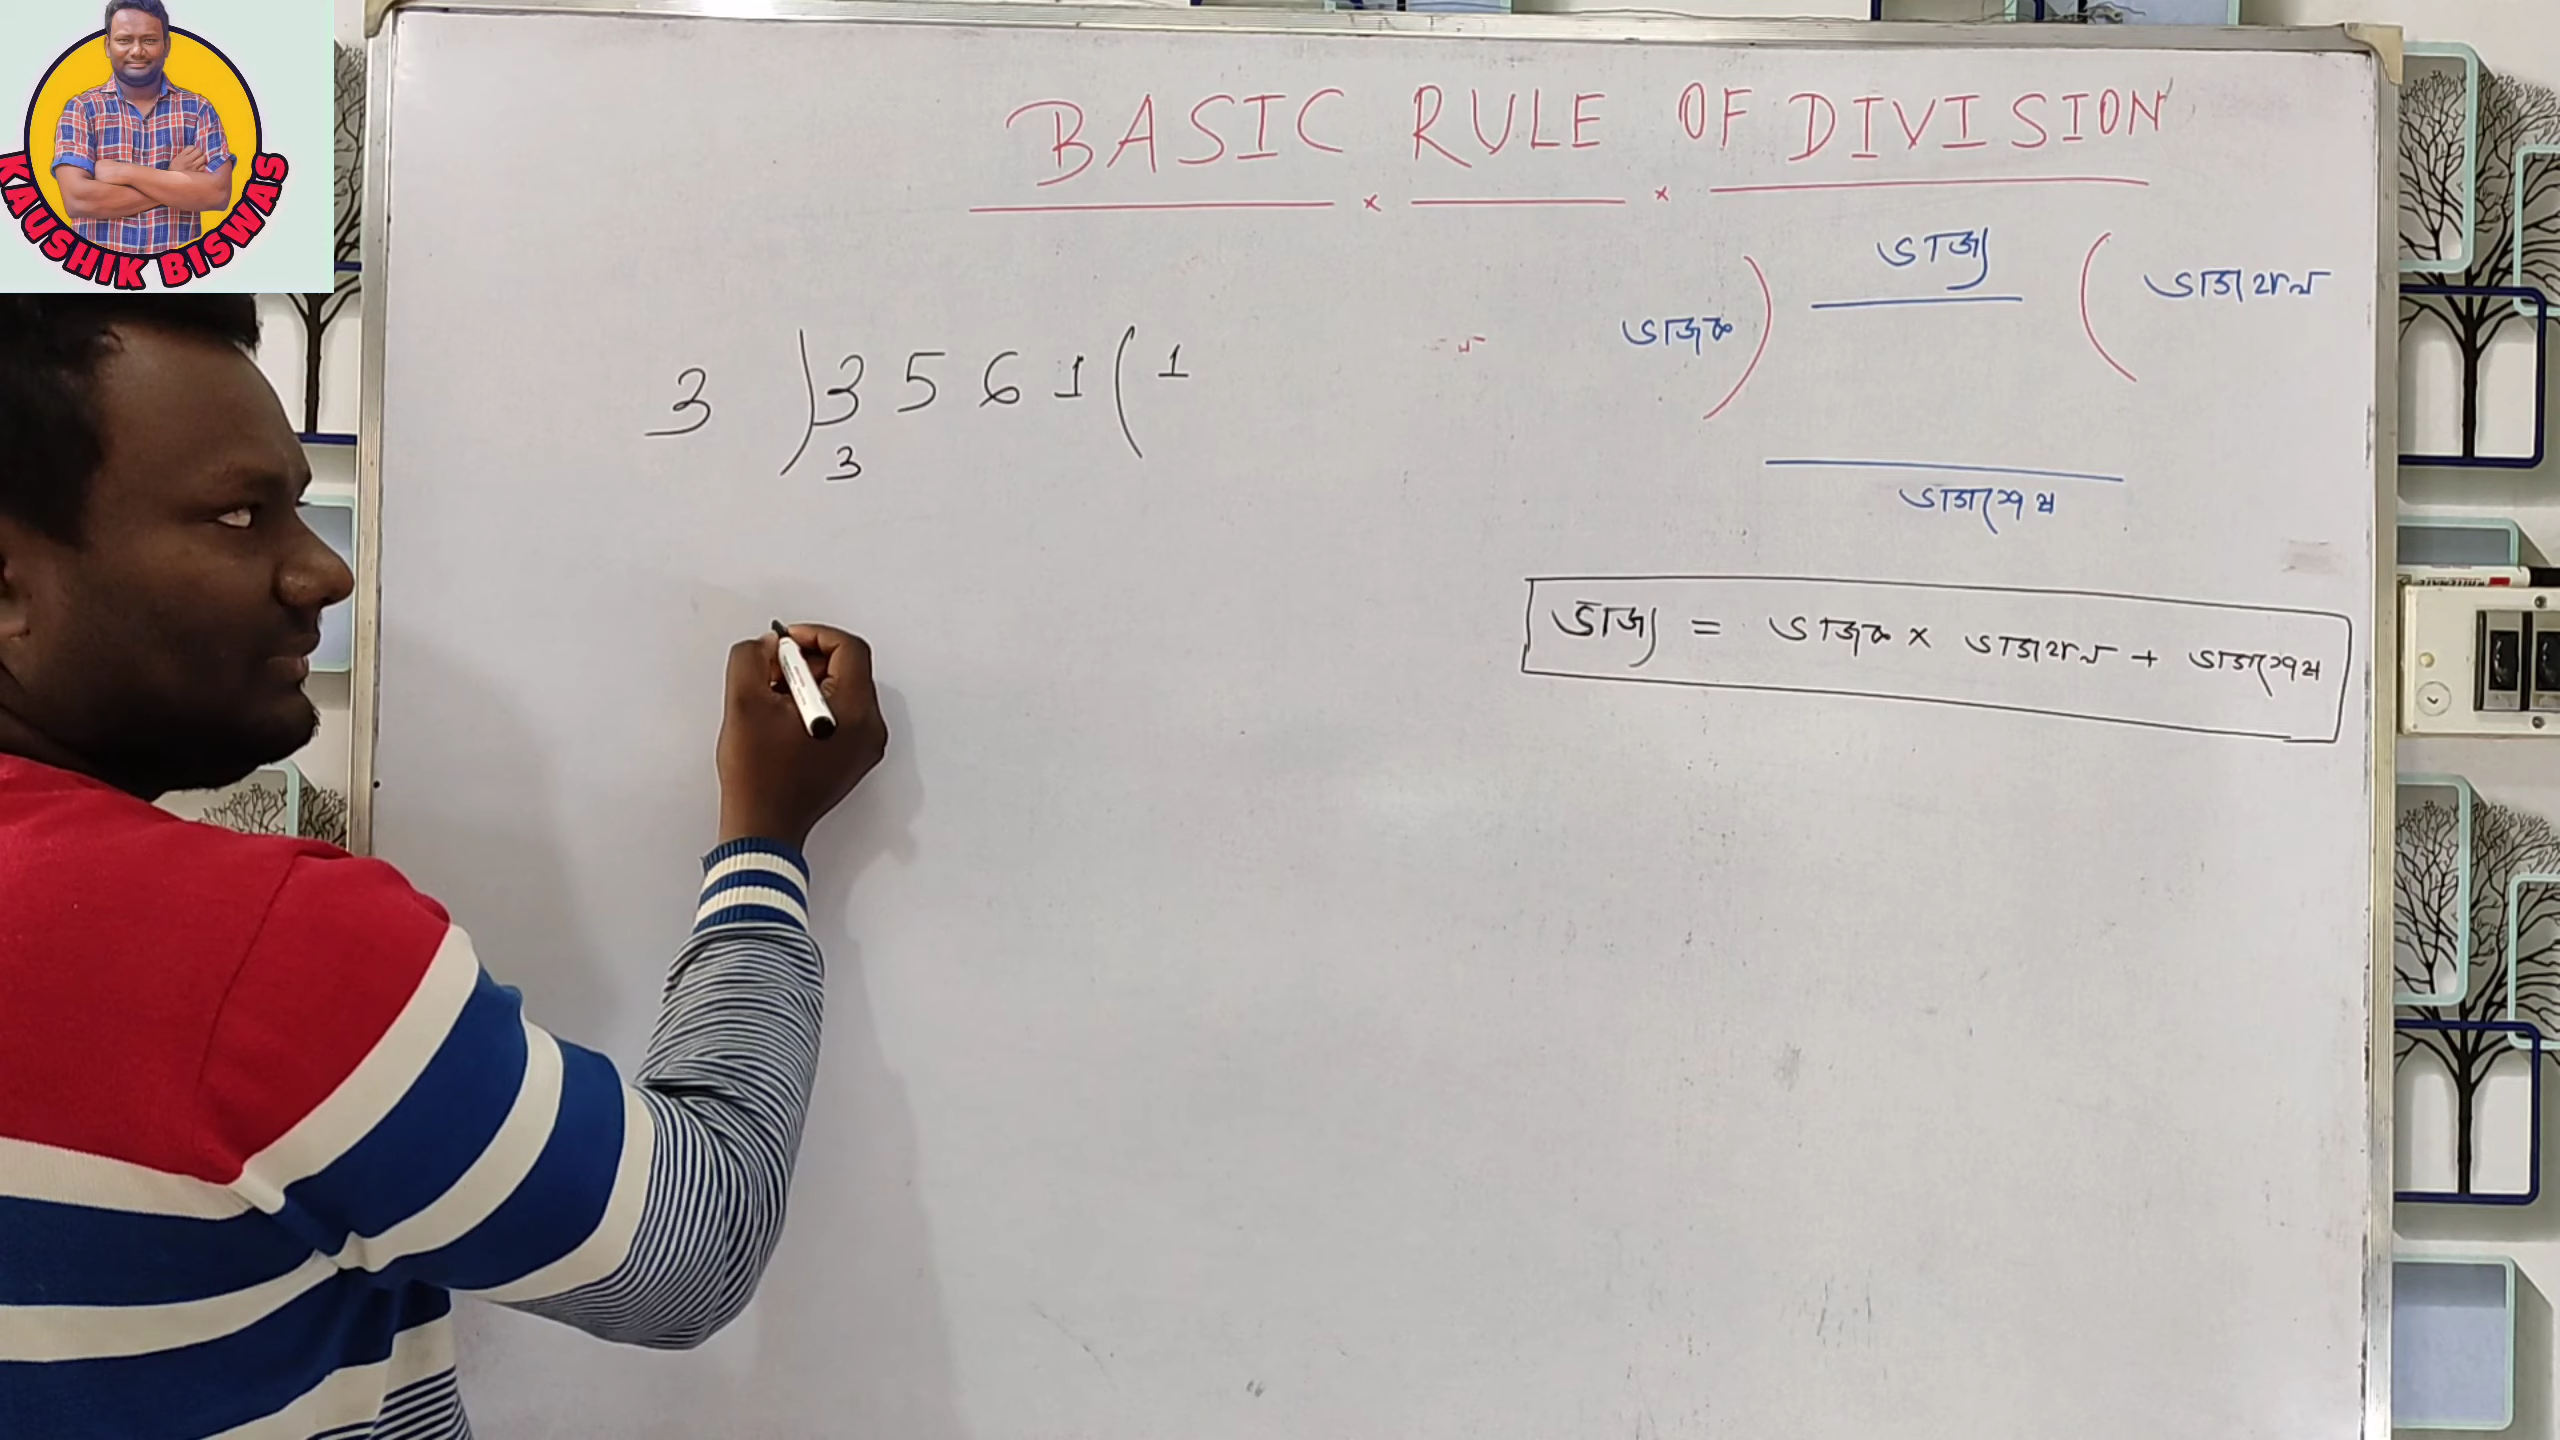 KAUSHIK BISWAS
BASIC RULE OF DIVISION
ভাজক ) ভাজ্য ( ভাগফল
ভাগশেষ
3 ) 3 5 6 1 ( 1
3
ভাজ্য = ভাজক × ভাগফল + ভাগশেষ